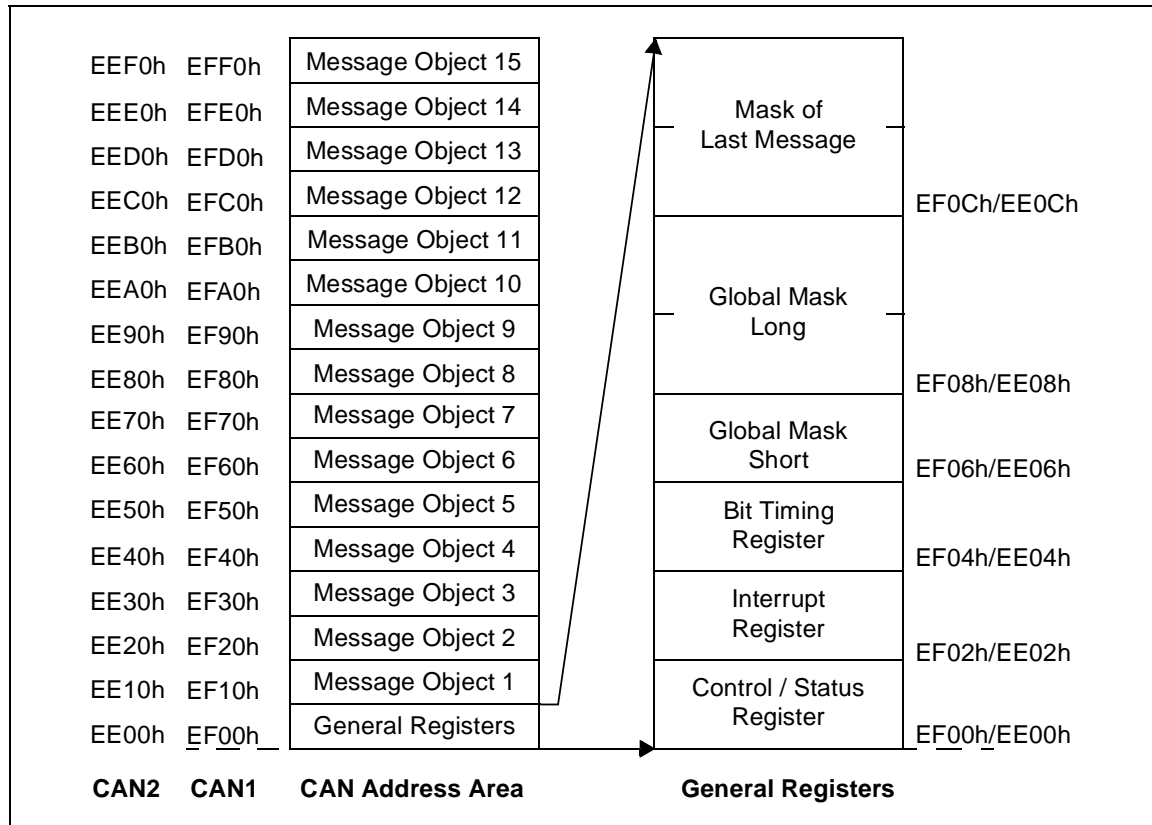 EEF0h EFF0h Message Object 15
EEE0h EFE0h Message Object 14
EED0h EFD0h Message Object 13
EEC0h EFC0h Message Object 12
EEB0h EFB0h Message Object 11
EEA0h EFA0h Message Object 10
EE90h EF90h Message Object 9
EE80h EF80h Message Object 8
EE70h EF70h Message Object 7
EE60h EF60h Message Object 6
EE50h EF50h Message Object 5
EE40h EF40h Message Object 4
EE30h EF30h Message Object 3
EE20h EF20h Message Object 2
EE10h EF10h Message Object 1
EE00h EF00h General Registers
CAN2 CAN1 CAN Address Area
Mask of
Last Message
EF0Ch/EE0Ch
Global Mask
Long
EF08h/EE08h
Global Mask
Short
EF06h/EE06h
Bit Timing
Register
EF04h/EE04h
Interrupt
Register
EF02h/EE02h
Control / Status
Register
EF00h/EE00h
General Registers